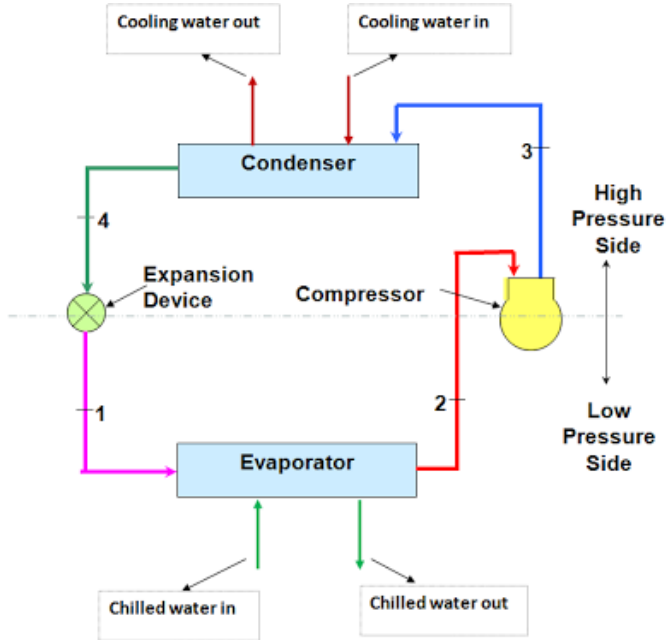 Cooling water out
Cooling water in
Condenser
3
High
Pressure
Side
4
Expansion
Device
Compressor
1
2
Low
Pressure
Side
Evaporator
Chilled water in
Chilled water out